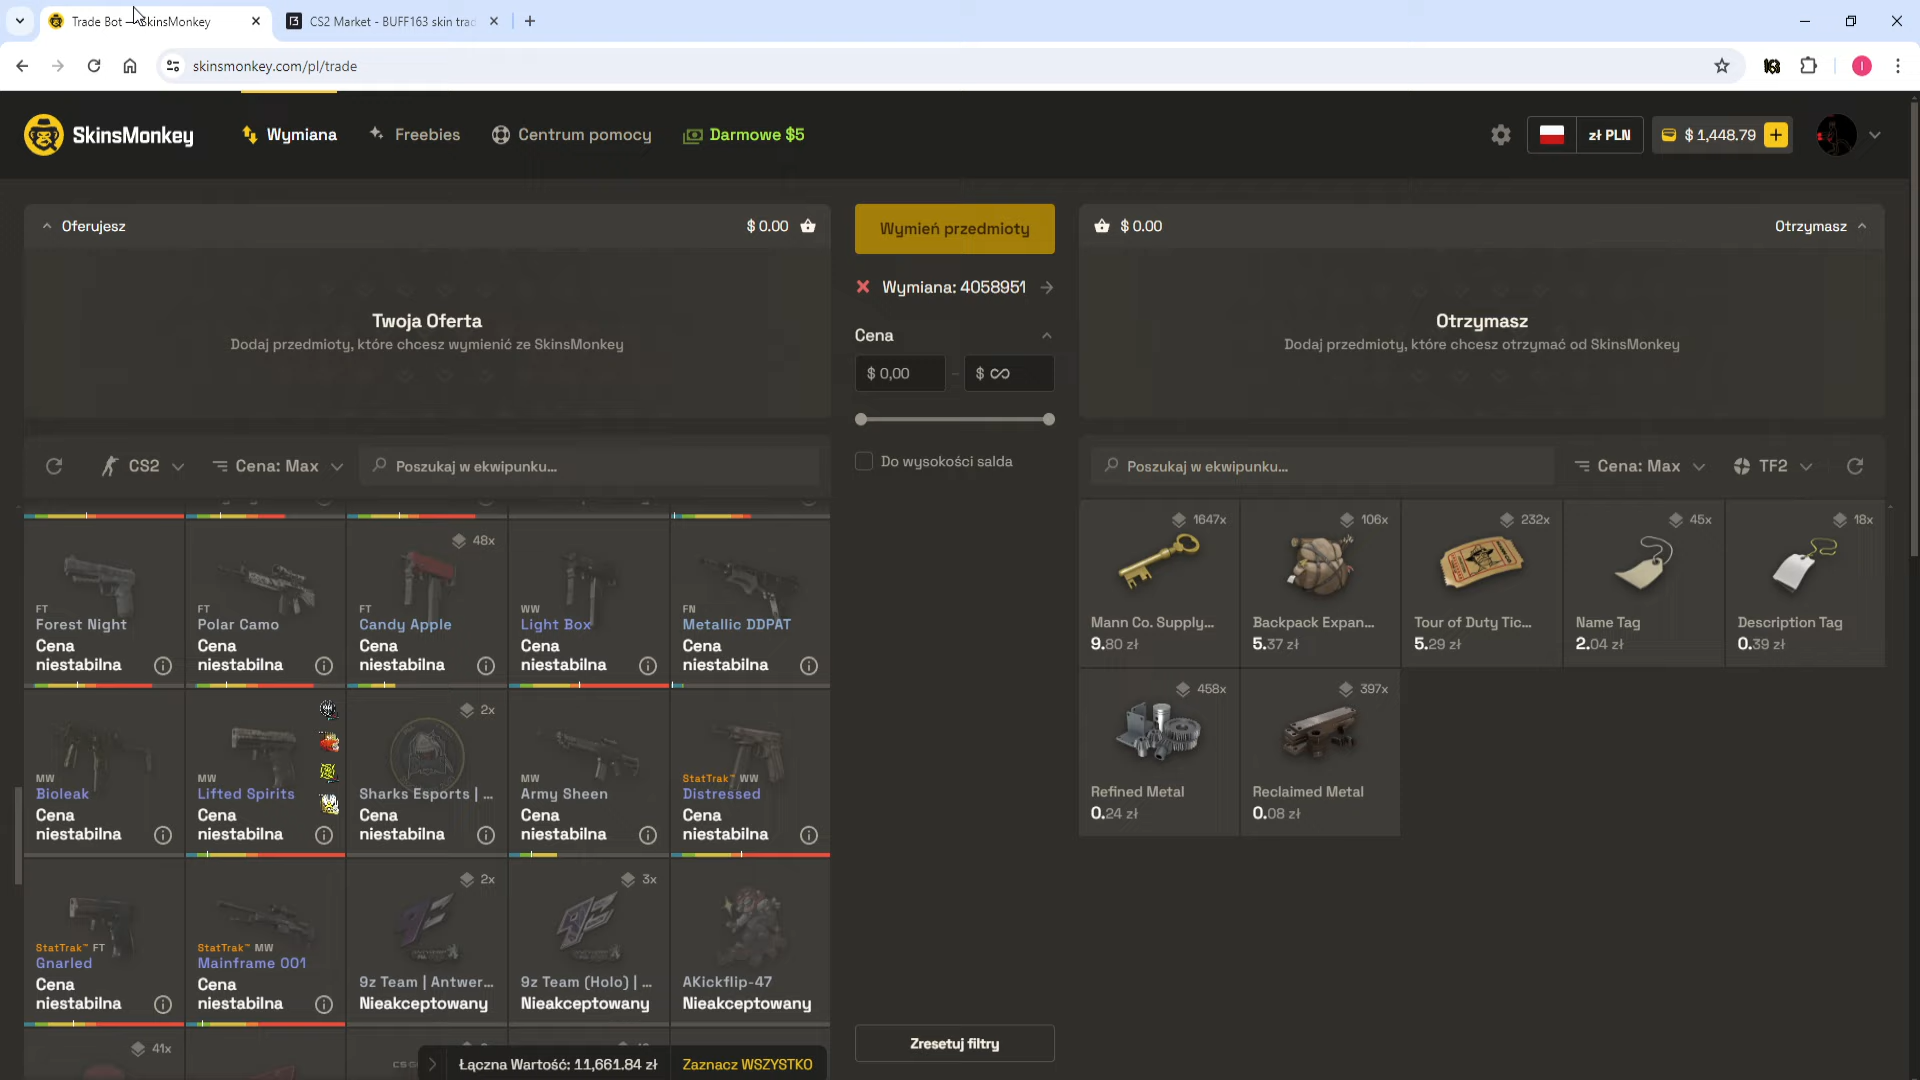 Trade Bot — SkinsMonkey
CS2 Market - BUFF163 skin trad
skinsmonkey.com/pl/trade
SkinsMonkey
Wymiana
Freebies
Centrum pomocy
Darmowe $5
zł PLN
$ 1,448.79
Oferujesz
$ 0.00
Wymień przedmioty
$ 0.00
Otrzymasz
Wymiana: 4058951
Twoja Oferta
Dodaj przedmioty, które chcesz wymienić ze SkinsMonkey
Cena
$ 0,00
–
$ ∞
Otrzymasz
Dodaj przedmioty, które chcesz otrzymać od SkinsMonkey
CS2
Cena: Max
Poszukaj w ekwipunku...
Do wysokości salda
Poszukaj w ekwipunku...
Cena: Max
TF2
FT
Forest Night
Cena
niestabilna
FT
Polar Camo
Cena
niestabilna
48x
FT
Candy Apple
Cena
niestabilna
WW
Light Box
Cena
niestabilna
FN
Metallic DDPAT
Cena
niestabilna
MW
Bioleak
Cena
niestabilna
MW
Lifted Spirits
Cena
niestabilna
2x
Sharks Esports | ...
Cena
niestabilna
MW
Army Sheen
Cena
niestabilna
StatTrak™ WW
Distressed
Cena
niestabilna
StatTrak™ FT
Gnarled
Cena
niestabilna
StatTrak™ MW
Mainframe 001
Cena
niestabilna
2x
9z Team | Antwer...
Nieakceptowany
3x
9z Team (Holo) | ...
Nieakceptowany
AKickflip-47
Nieakceptowany
41x
Łączna Wartość: 11,661.84 zł
Zaznacz WSZYSTKO
1647x
Mann Co. Supply...
9.80 zł
106x
Backpack Expan...
5.37 zł
232x
Tour of Duty Tic...
5.29 zł
45x
Name Tag
2.04 zł
18x
Description Tag
0.39 zł
458x
Refined Metal
0.24 zł
397x
Reclaimed Metal
0.08 zł
Zresetuj filtry